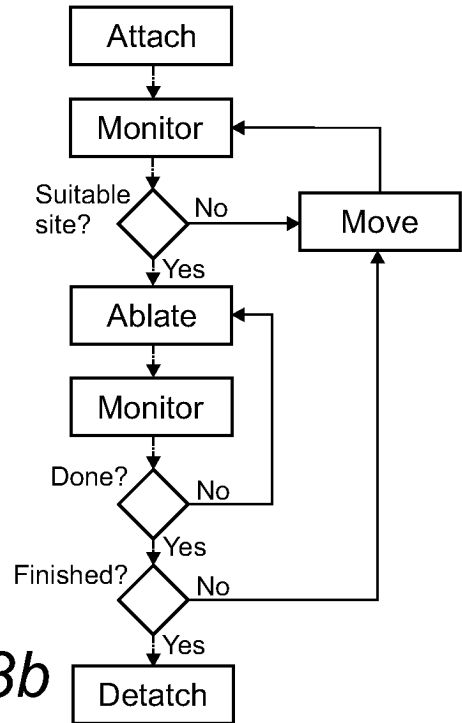 Attach
Monitor
Suitable
site?
No
Move
Yes
Ablate
Monitor
Done?
No
Yes
Finished?
No
Yes
3b
Detatch